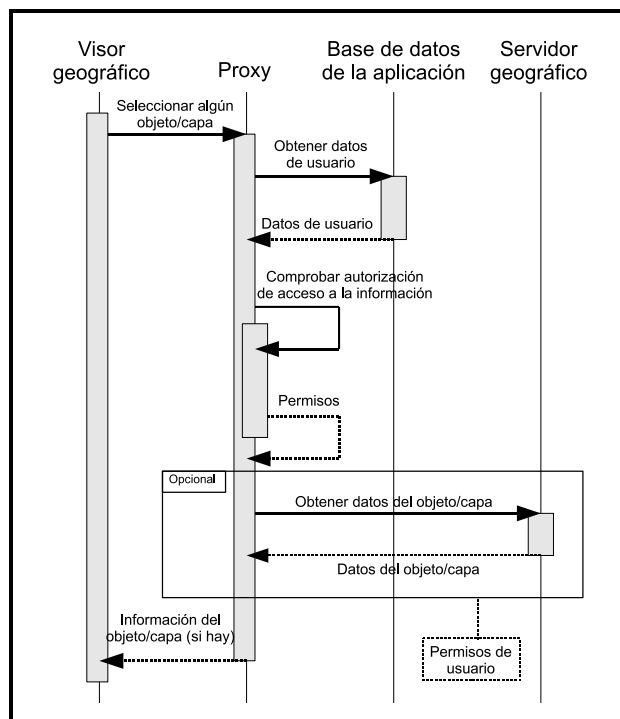 Visor
geográfico
Proxy
Base de datos
de la aplicación
Servidor
geográfico
Seleccionar algún
objeto/capa
Obtener datos
de usuario
Datos de usuario
Comprobar autorización
de acceso a la información
Permisos
Opcional
Obtener datos del objeto/capa
Datos del objeto/capa
Información del
objeto/capa (si hay)
Permisos de
usuario